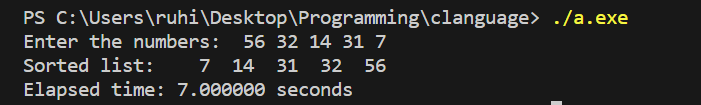 PS C:\Users\ruhi\Desktop\Programming\clanguage> ./a.exe
Enter the numbers:  56 32 14 31 7
Sorted list:    7  14  31  32  56
Elapsed time: 7.000000 seconds